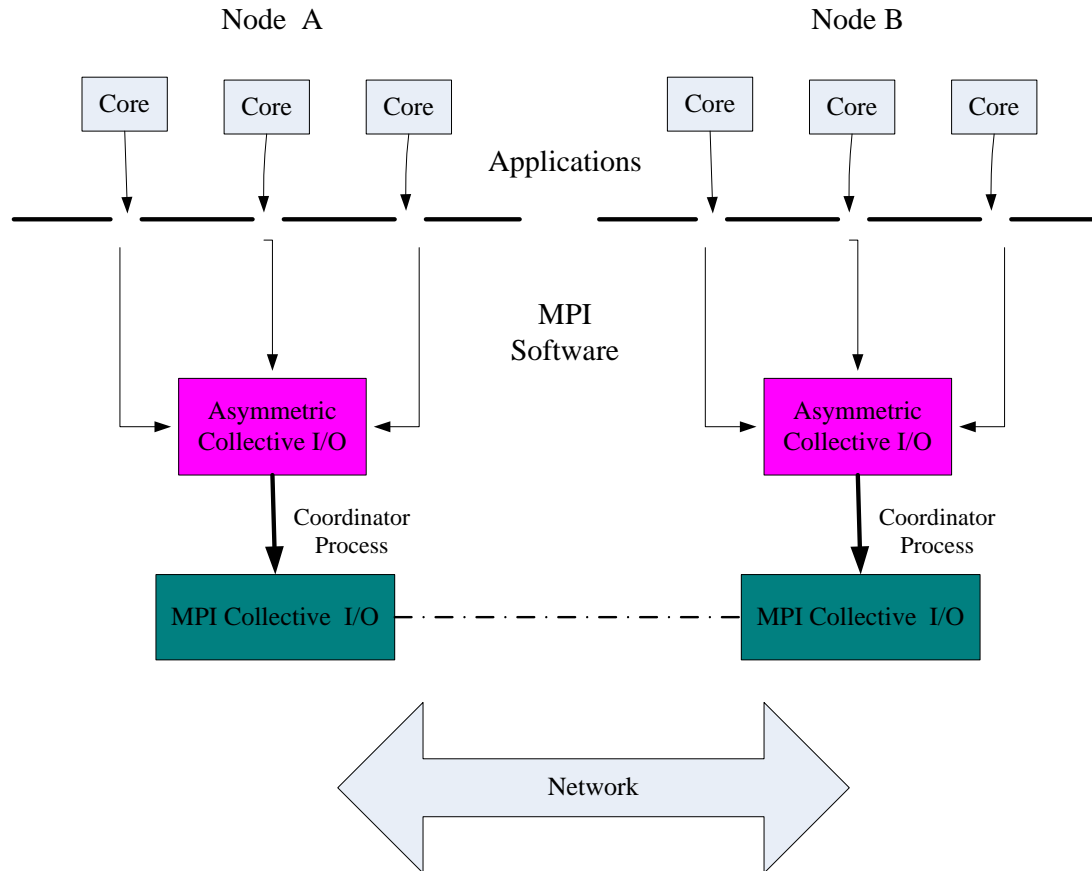 Node A
Node B
Core
Core
Core
Core
Core
Core
Applications
MPI
Software
Asymmetric
Collective I/O
Asymmetric
Collective I/O
Coordinator
Process
Coordinator
Process
MPI Collective I/O
MPI Collective I/O
Network